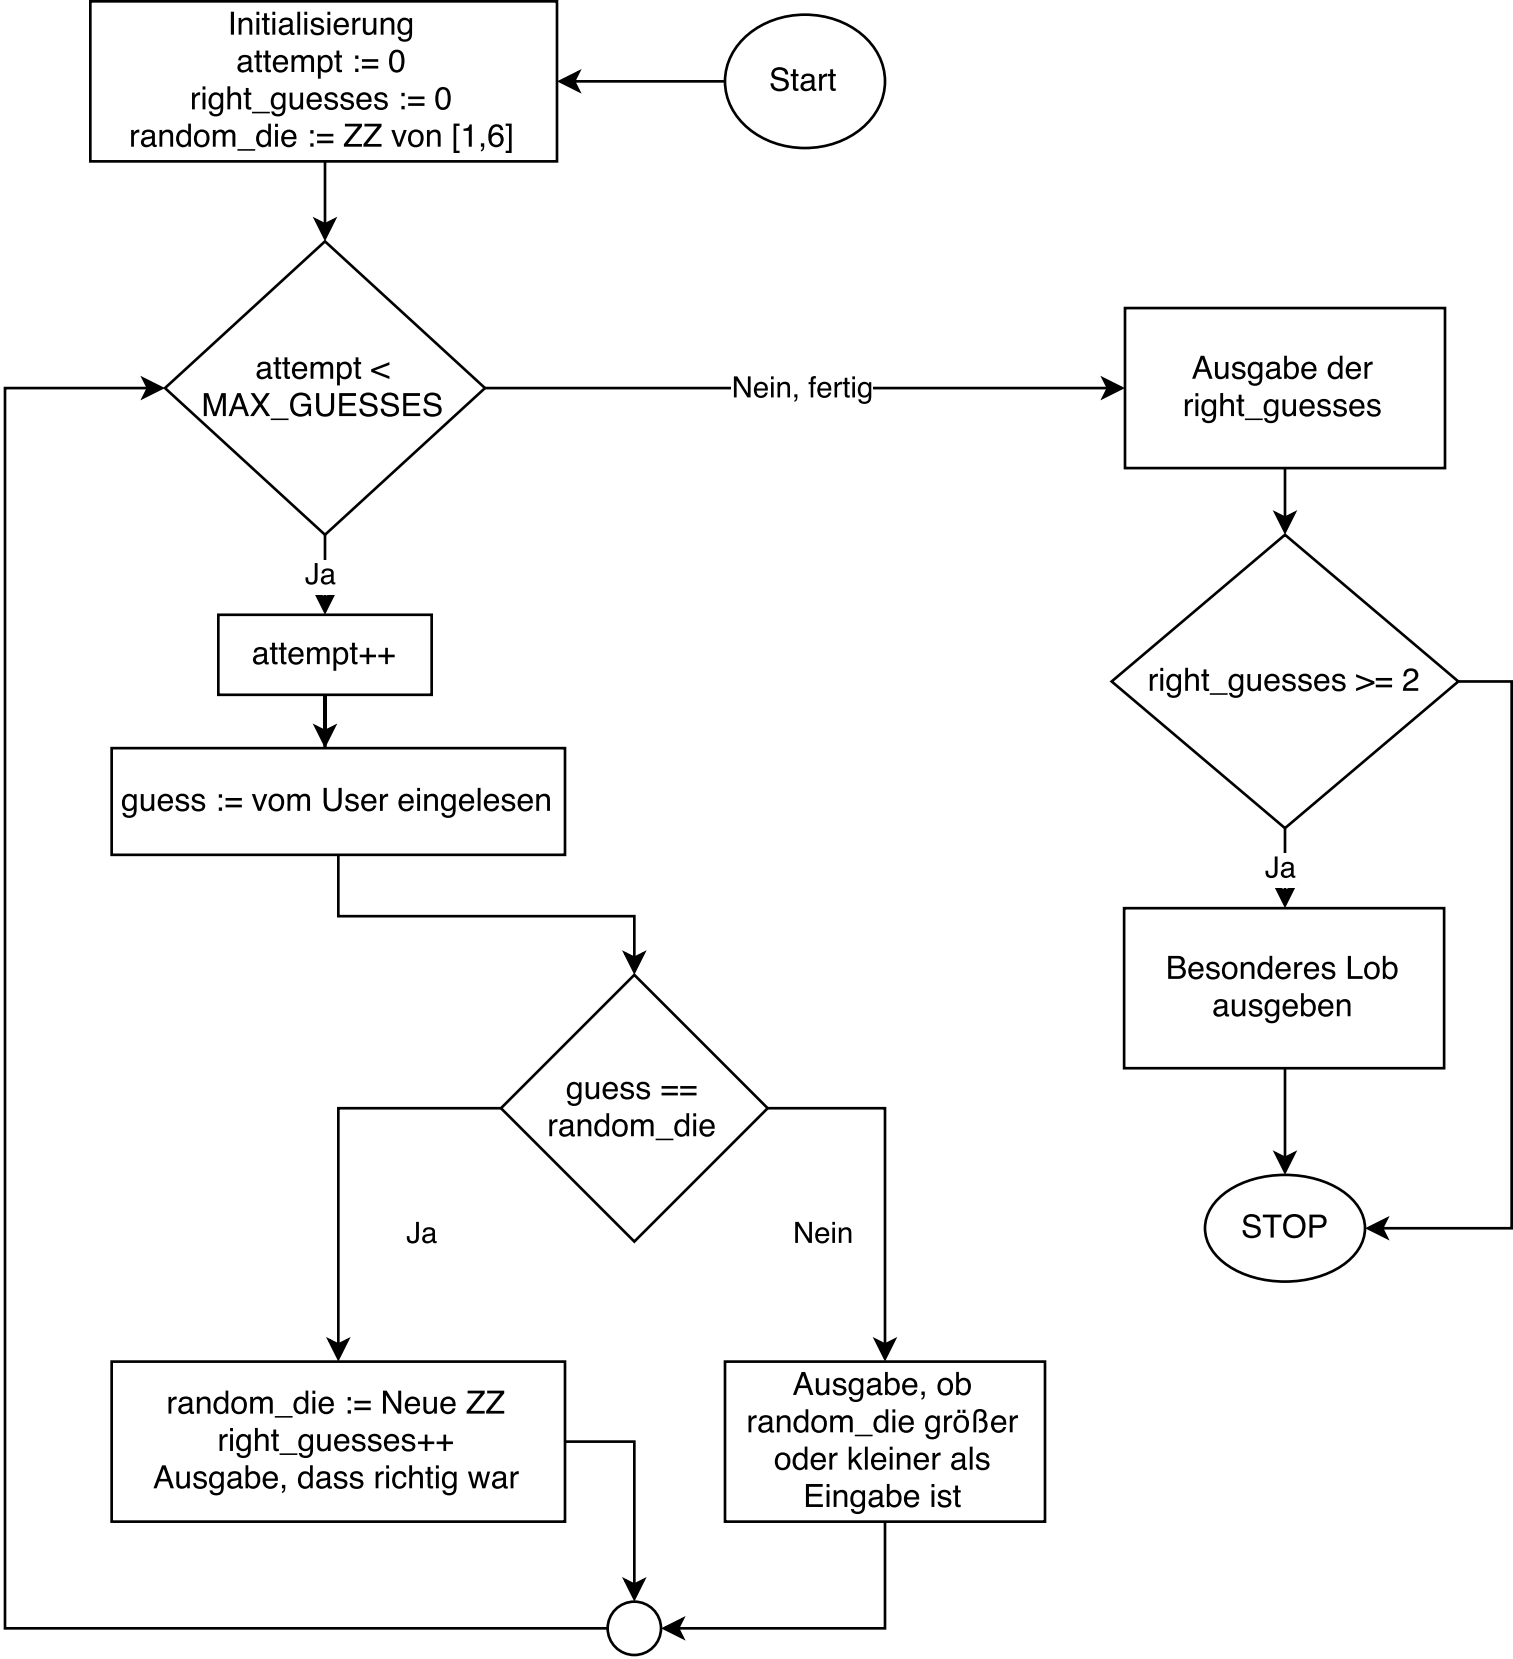 Initialisierung
attempt := 0
right_guesses := 0
random_die := ZZ von [1,6]
Start
attempt <
MAX_GUESSES
Nein, fertig
Ausgabe der
right_guesses
Ja
attempt++
right_guesses >= 2
guess := vom User eingelesen
Ja
Besonderes Lob
ausgeben
guess ==
random_die
STOP
Ja
Nein
random_die := Neue ZZ
right_guesses++
Ausgabe, dass richtig war
Ausgabe, ob
random_die größer
oder kleiner als
Eingabe ist